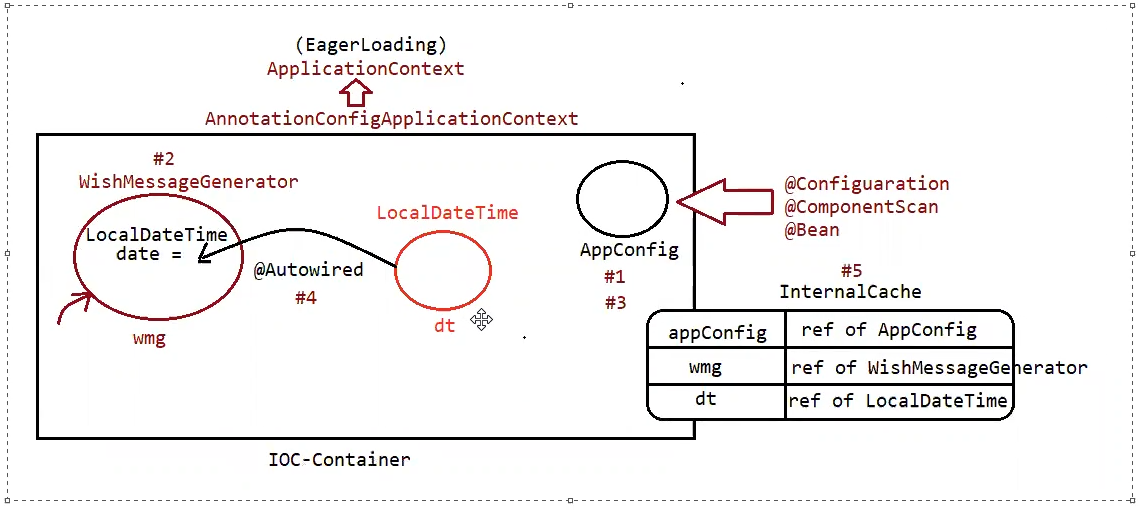 (EagerLoading)
ApplicationContext
AnnotationConfigApplicationContext
#2
WishMessageGenerator
LocalDateTime
date =
wmg
@Autowired
#4
LocalDateTime
dt
AppConfig
#1
#3
@Configuaration
@ComponentScan
@Bean
#5
InternalCache
appConfig ref of AppConfig
wmg ref of WishMessageGenerator
dt ref of LocalDateTime
IOC-Container